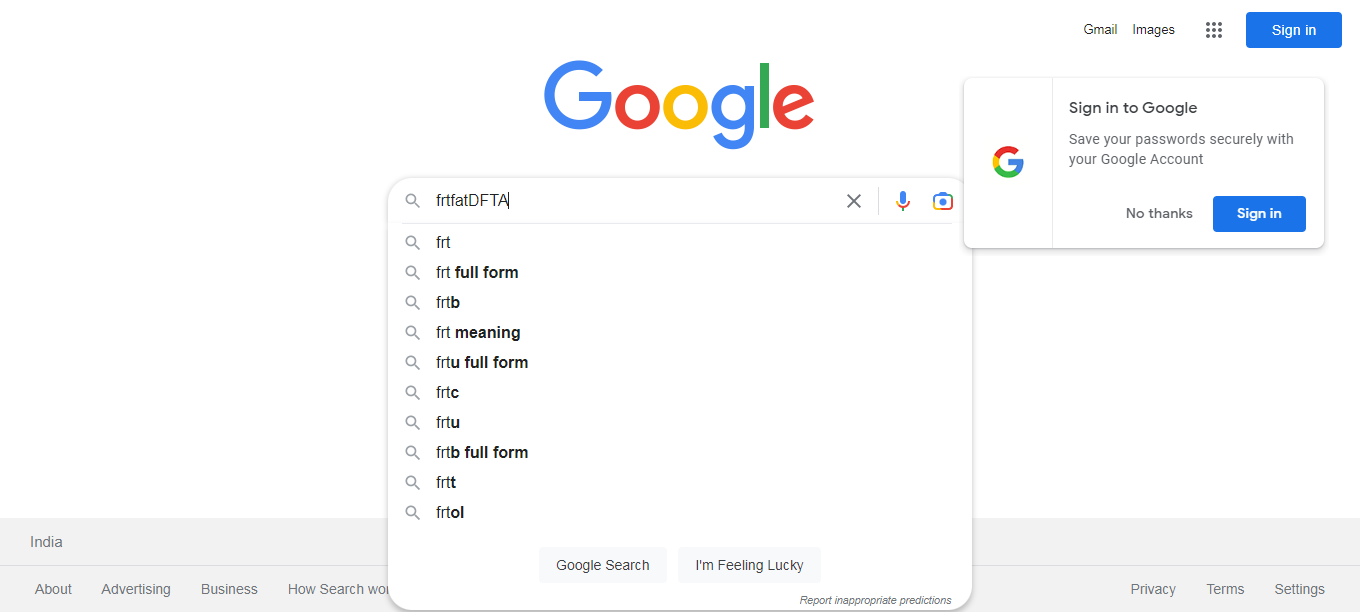 Gmail Images Sign in
Google
Sign in to Google
Save your passwords securely with
your Google Account
No thanks Sign in
frtfatDFTA
frt
frt full form
frtb
frt meaning
frtu full form
frtc
frtu
frtb full form
frtt
frtol
Google Search I'm Feeling Lucky
Report inappropriate predictions
India
About Advertising Business How Search wor
Privacy Terms Settings